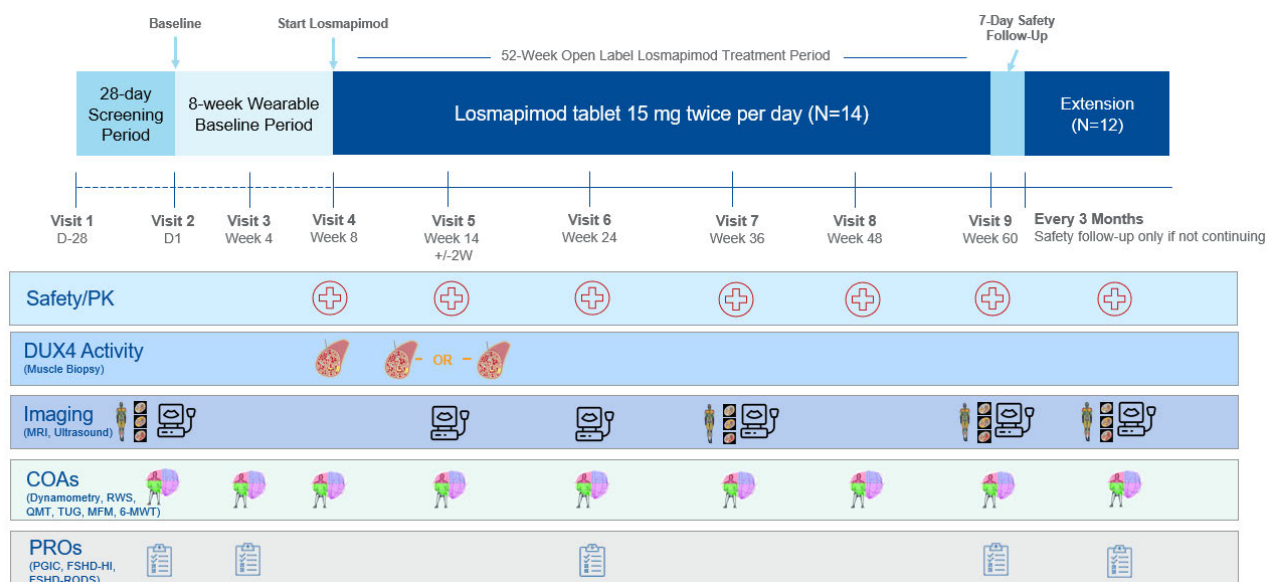 Baseline
Start Losmapimod
7-Day Safety
Follow-Up
52-Week Open Label Losmapimod Treatment Period
28-day
Screening
Period
8-week Wearable
Baseline Period
Losmapimod tablet 15 mg twice per day (N=14)
Extension
(N=12)
Visit 1
D-28
Visit 2
D1
Visit 3
Week 4
Visit 4
Week 8
Visit 5
Week 14
+/-2W
Visit 6
Week 24
Visit 7
Week 36
Visit 8
Week 48
Visit 9
Week 60
Every 3 Months
Safety follow-up only if not continuing
Safety/PK
DUX4 Activity
(Muscle Biopsy)
- OR -
Imaging
(MRI, Ultrasound)
COAs
(Dynamometry, RWS,
QMT, TUG, MFM, 6-MWT)
PROs
(PGIC, FSHD-HI,
FSHD-RODS)